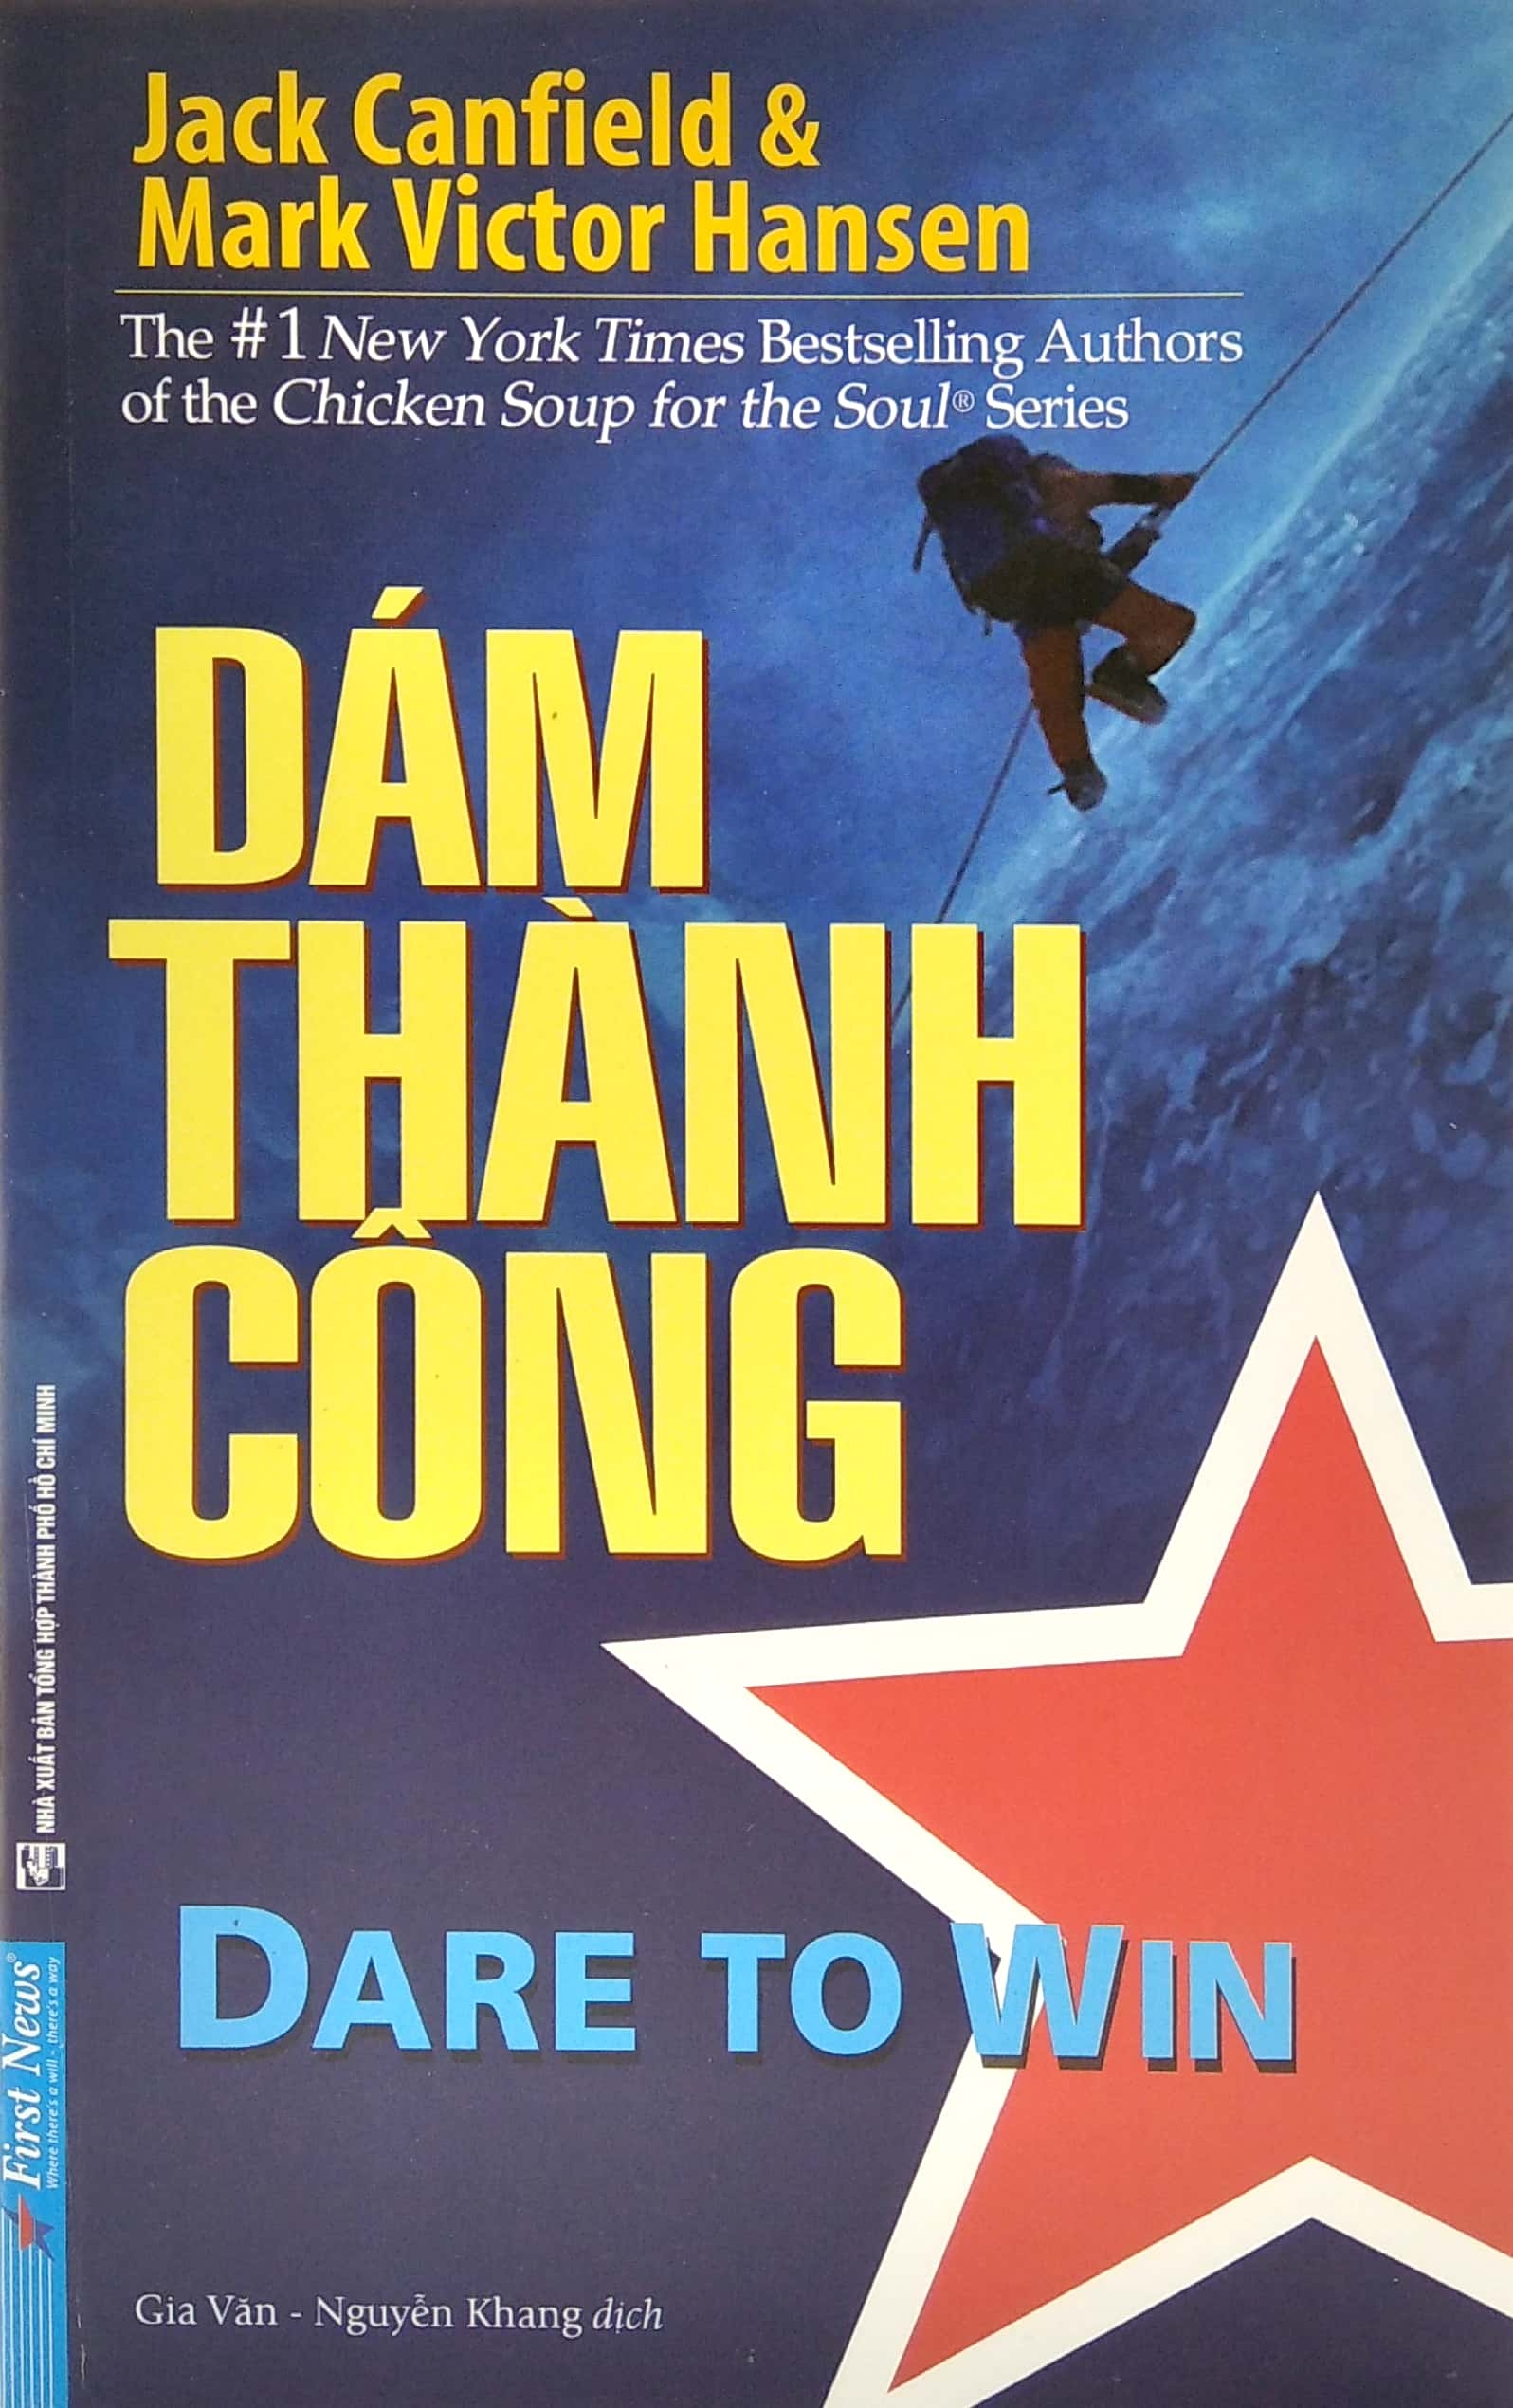 Jack Canfield &
Mark Victor Hansen
The #1 New York Times Bestselling Authors
of the Chicken Soup for the Soul® Series
DÁM
THÀNH
CÔNG
DARE TO WIN
Gia Văn - Nguyễn Khang dịch
NHÀ XUẤT BẢN TỔNG HỢP THÀNH PHỐ HỒ CHÍ MINH
First News®
Where there's a will - there's a way